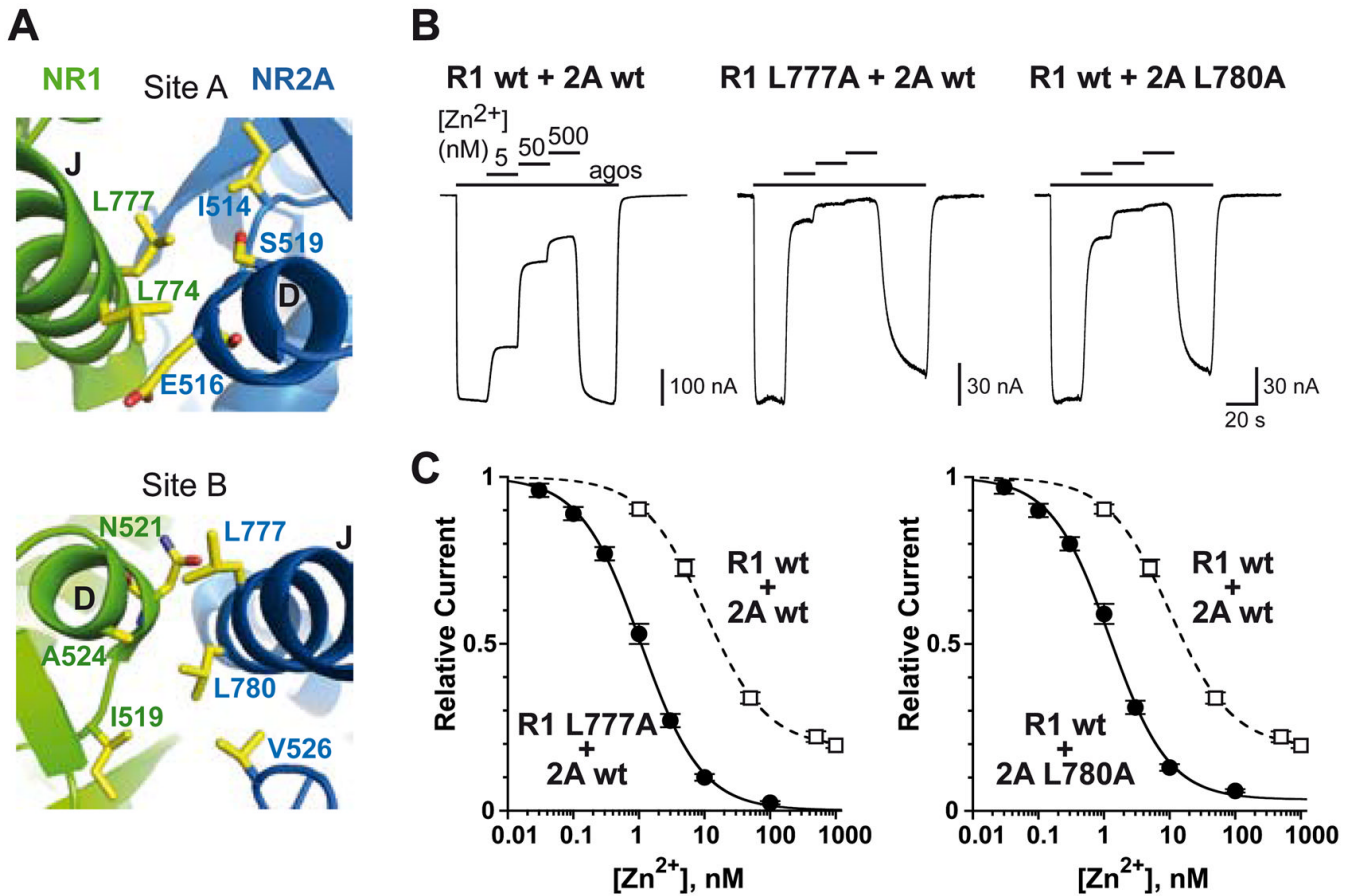 A
NR1 Site A NR2A
J
L777
I514
S519
L774
D
E516
Site B
N521
L777
J
D
A524
L780
I519
V526
B
R1 wt + 2A wt
R1 L777A + 2A wt
R1 wt + 2A L780A
[Zn2+]
(nM)
5
50
500
agos
100 nA
30 nA
30 nA
20 s
C
Relative Current
1
0.5
0
R1 wt
+
2A wt
R1 L777A
+
2A wt
0.01 0.1 1 10 100 1000
[Zn2+], nM
Relative Current
1
0.5
0
R1 wt
+
2A wt
R1 wt
+
2A L780A
0.01 0.1 1 10 100 1000
[Zn2+], nM